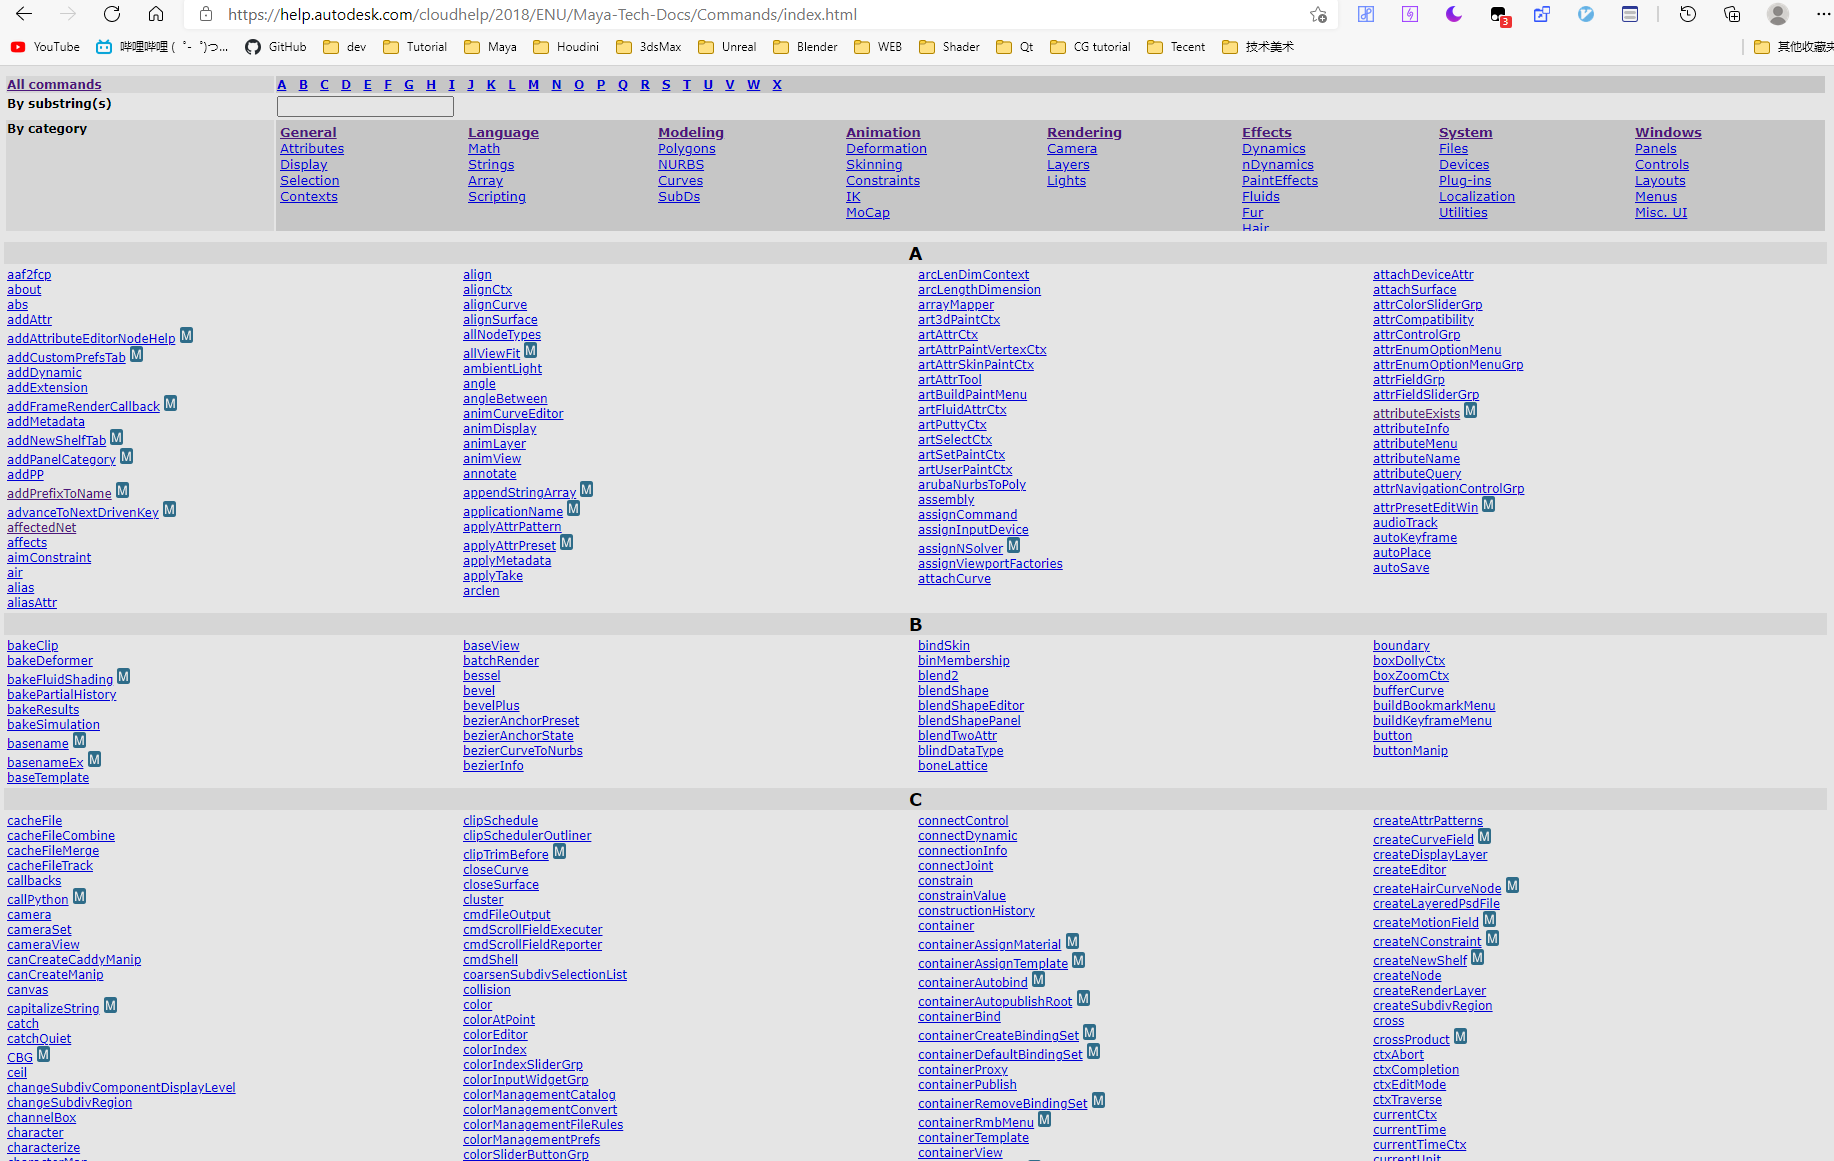 https://help.autodesk.com/cloudhelp/2018/ENU/Maya-Tech-Docs/Commands/index.html
3
YouTube 哔哩哔哩 ( ゜- ゜)つ... GitHub dev Tutorial Maya Houdini 3dsMax Unreal Blender WEB Shader Qt CG tutorial Tecent 技术美术 其他收藏夹
All commands A B C D E F G H I J K L M N O P Q R S T U V W X
By substring(s)
By category
General Language Modeling Animation Rendering Effects System Windows
Attributes Math Polygons Deformation Camera Dynamics Files Panels
Display Strings NURBS Skinning Layers nDynamics Devices Controls
Selection Array Curves Constraints Lights PaintEffects Plug-ins Layouts
Contexts Scripting SubDs IK Fluids Localization Menus
MoCap Fur Utilities Misc. UI
Hair
A
aaf2fcp
about
abs
addAttr
addAttributeEditorNodeHelp M
addCustomPrefsTab M
addDynamic
addExtension
addFrameRenderCallback M
addMetadata
addNewShelfTab M
addPanelCategory M
addPP
addPrefixToName M
advanceToNextDrivenKey M
affectedNet
affects
aimConstraint
air
alias
aliasAttr
align
alignCtx
alignCurve
alignSurface
allNodeTypes
allViewFit M
ambientLight
angle
angleBetween
animCurveEditor
animDisplay
animLayer
animView
annotate
appendStringArray M
applicationName M
applyAttrPattern
applyAttrPreset M
applyMetadata
applyTake
arclen
arcLenDimContext
arcLengthDimension
arrayMapper
art3dPaintCtx
artAttrCtx
artAttrPaintVertexCtx
artAttrSkinPaintCtx
artAttrTool
artBuildPaintMenu
artFluidAttrCtx
artPuttyCtx
artSelectCtx
artSetPaintCtx
artUserPaintCtx
arubaNurbsToPoly
assembly
assignCommand
assignInputDevice
assignNSolver M
assignViewportFactories
attachCurve
attachDeviceAttr
attachSurface
attrColorSliderGrp
attrCompatibility
attrControlGrp
attrEnumOptionMenu
attrEnumOptionMenuGrp
attrFieldGrp
attrFieldSliderGrp
attributeExists M
attributeInfo
attributeMenu
attributeName
attributeQuery
attrNavigationControlGrp
attrPresetEditWin M
audioTrack
autoKeyframe
autoPlace
autoSave
B
bakeClip
bakeDeformer
bakeFluidShading M
bakePartialHistory
bakeResults
bakeSimulation
basename M
basenameEx M
baseTemplate
baseView
batchRender
bessel
bevel
bevelPlus
bezierAnchorPreset
bezierAnchorState
bezierCurveToNurbs
bezierInfo
bindSkin
binMembership
blend2
blendShape
blendShapeEditor
blendShapePanel
blendTwoAttr
blindDataType
boneLattice
boundary
boxDollyCtx
boxZoomCtx
bufferCurve
buildBookmarkMenu
buildKeyframeMenu
button
buttonManip
C
cacheFile
cacheFileCombine
cacheFileMerge
cacheFileTrack
callbacks
callPython M
camera
cameraSet
cameraView
canCreateCaddyManip
canCreateManip
canvas
capitalizeString M
catch
catchQuiet
CBG M
ceil
changeSubdivComponentDisplayLevel
changeSubdivRegion
channelBox
character
characterize
characterMap
clipSchedule
clipSchedulerOutliner
clipTrimBefore M
closeCurve
closeSurface
cluster
cmdFileOutput
cmdScrollFieldExecuter
cmdScrollFieldReporter
cmdShell
coarsenSubdivSelectionList
collision
color
colorAtPoint
colorEditor
colorIndex
colorIndexSliderGrp
colorInputWidgetGrp
colorManagementCatalog
colorManagementConvert
colorManagementFileRules
colorManagementPrefs
colorSliderButtonGrp
connectControl
connectDynamic
connectionInfo
connectJoint
constrain
constrainValue
constructionHistory
container
containerAssignMaterial M
containerAssignTemplate M
containerAutobind M
containerAutopublishRoot M
containerBind
containerCreateBindingSet M
containerDefaultBindingSet M
containerProxy
containerPublish
containerRemoveBindingSet M
containerRmbMenu M
containerTemplate
containerView
createAttrPatterns
createCurveField M
createDisplayLayer
createEditor
createHairCurveNode M
createLayeredPsdFile
createMotionField M
createNConstraint M
createNewShelf M
createNode
createRenderLayer
createSubdivRegion
cross
crossProduct M
ctxAbort
ctxCompletion
ctxEditMode
ctxTraverse
currentCtx
currentTime
currentTimeCtx
currentUnit